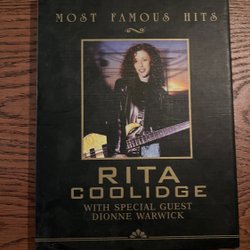 MOST FAMOUS HITS
RITA
COOLIDGE
WITH SPECIAL GUEST
DIONNE WARWICK